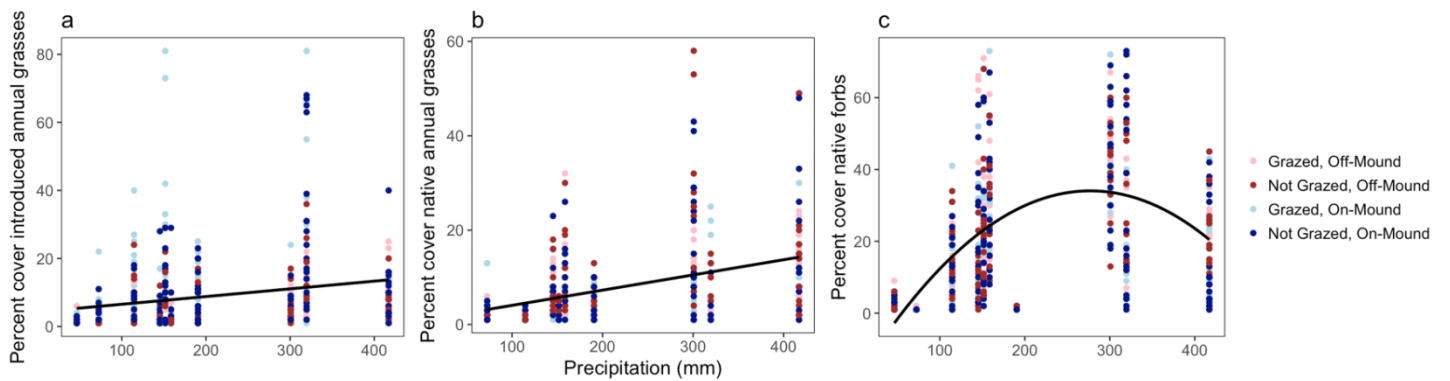 a
Percent cover introduced annual grasses
80
60
40
20
0
100
200
300
400
b
Percent cover native annual grasses
60
40
20
0
100
200
300
400
Precipitation (mm)
c
Percent cover native forbs
60
40
20
0
100
200
300
400
Grazed, Off-Mound
Not Grazed, Off-Mound
Grazed, On-Mound
Not Grazed, On-Mound